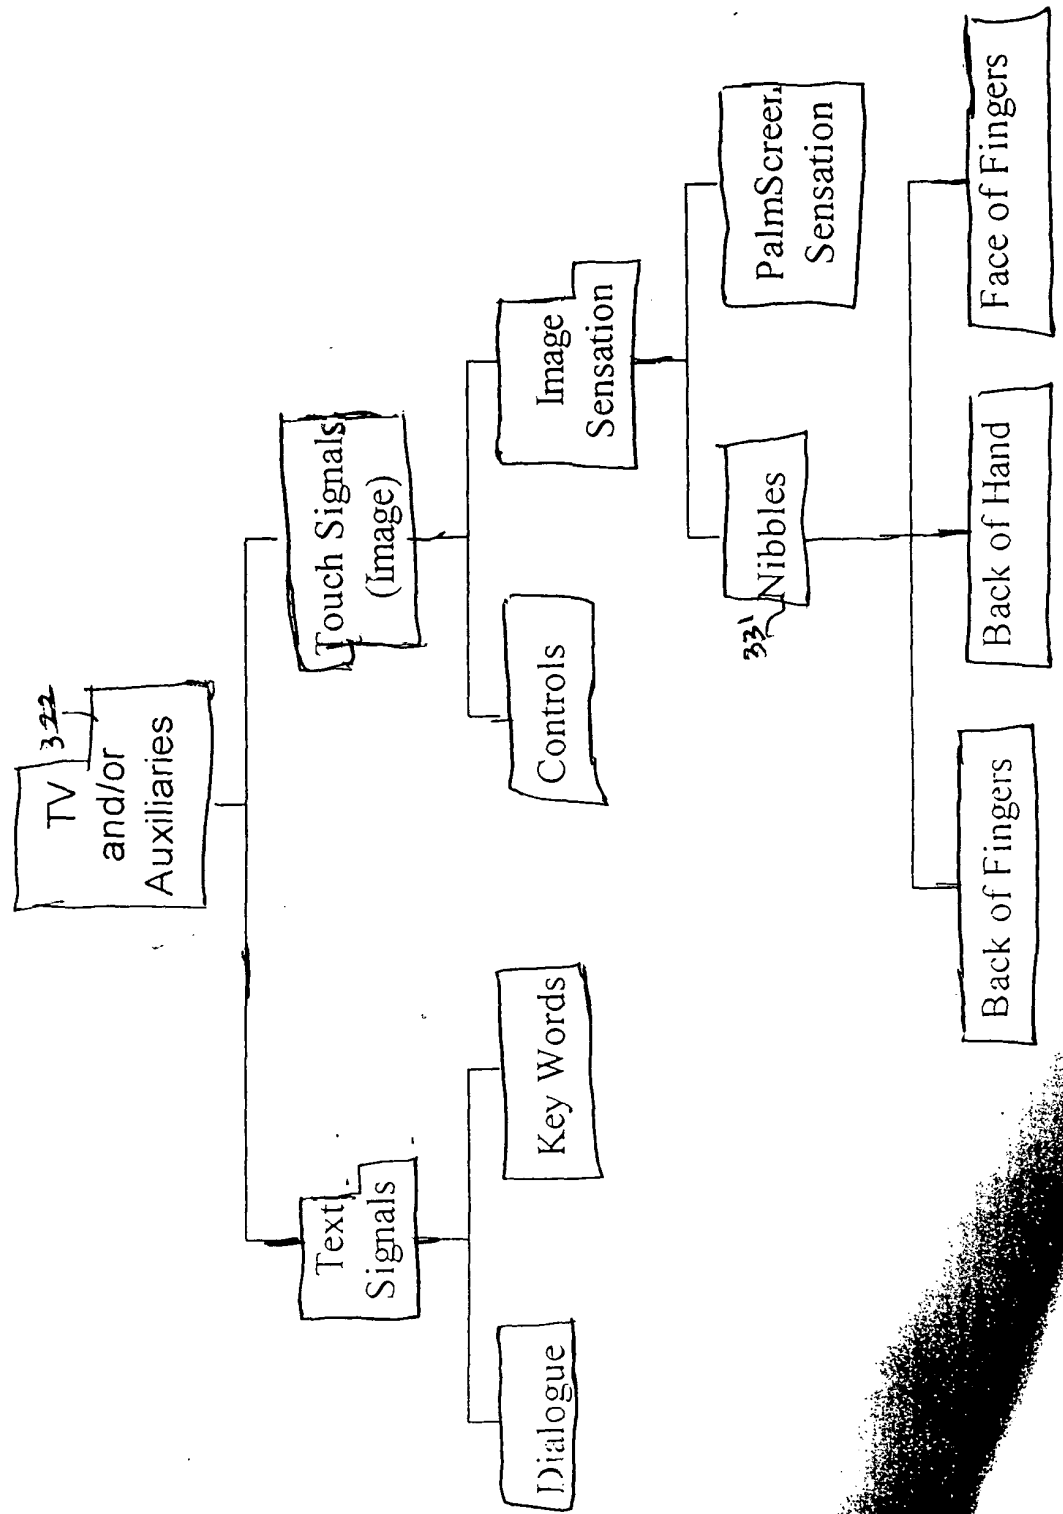 TV 322
and/or
Auxiliaries
Text
Signals
Touch Signals
(Image)
Dialogue
Key Words
Controls
Image
Sensation
331
Nibbles
PalmScreen
Sensation
Back of Fingers
Back of Hand
Face of Fingers